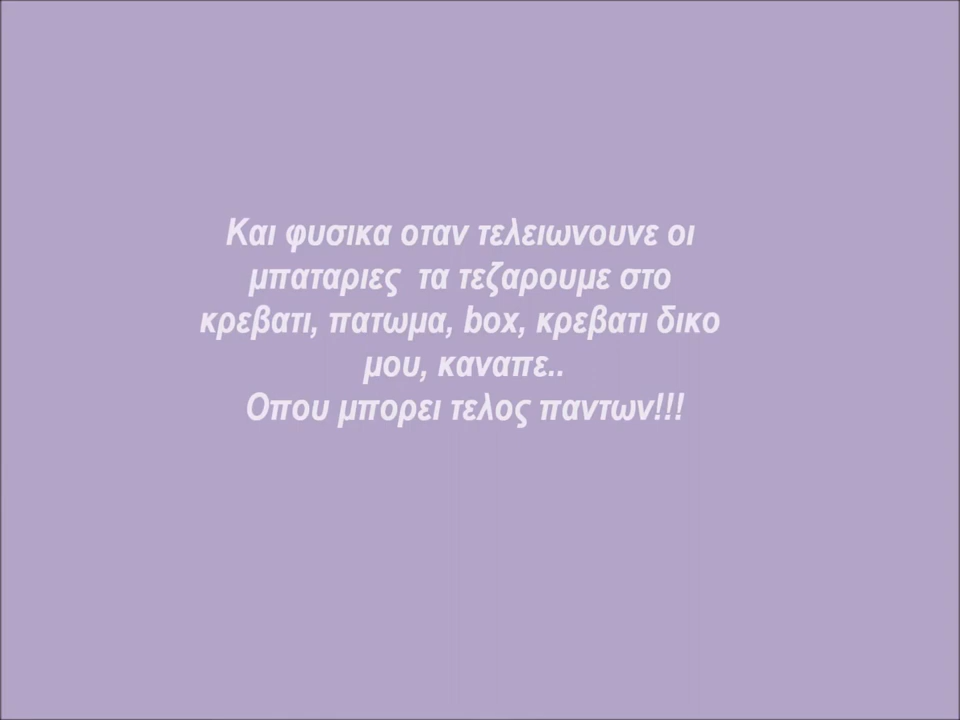 Και φυσικα οταν τελειωνουνε οι
μπαταριες  τα τεζαρουμε στο
κρεβατι, πατωμα, box, κρεβατι δικο
μου, καναπε..
Οπου μπορει τελος παντων!!!